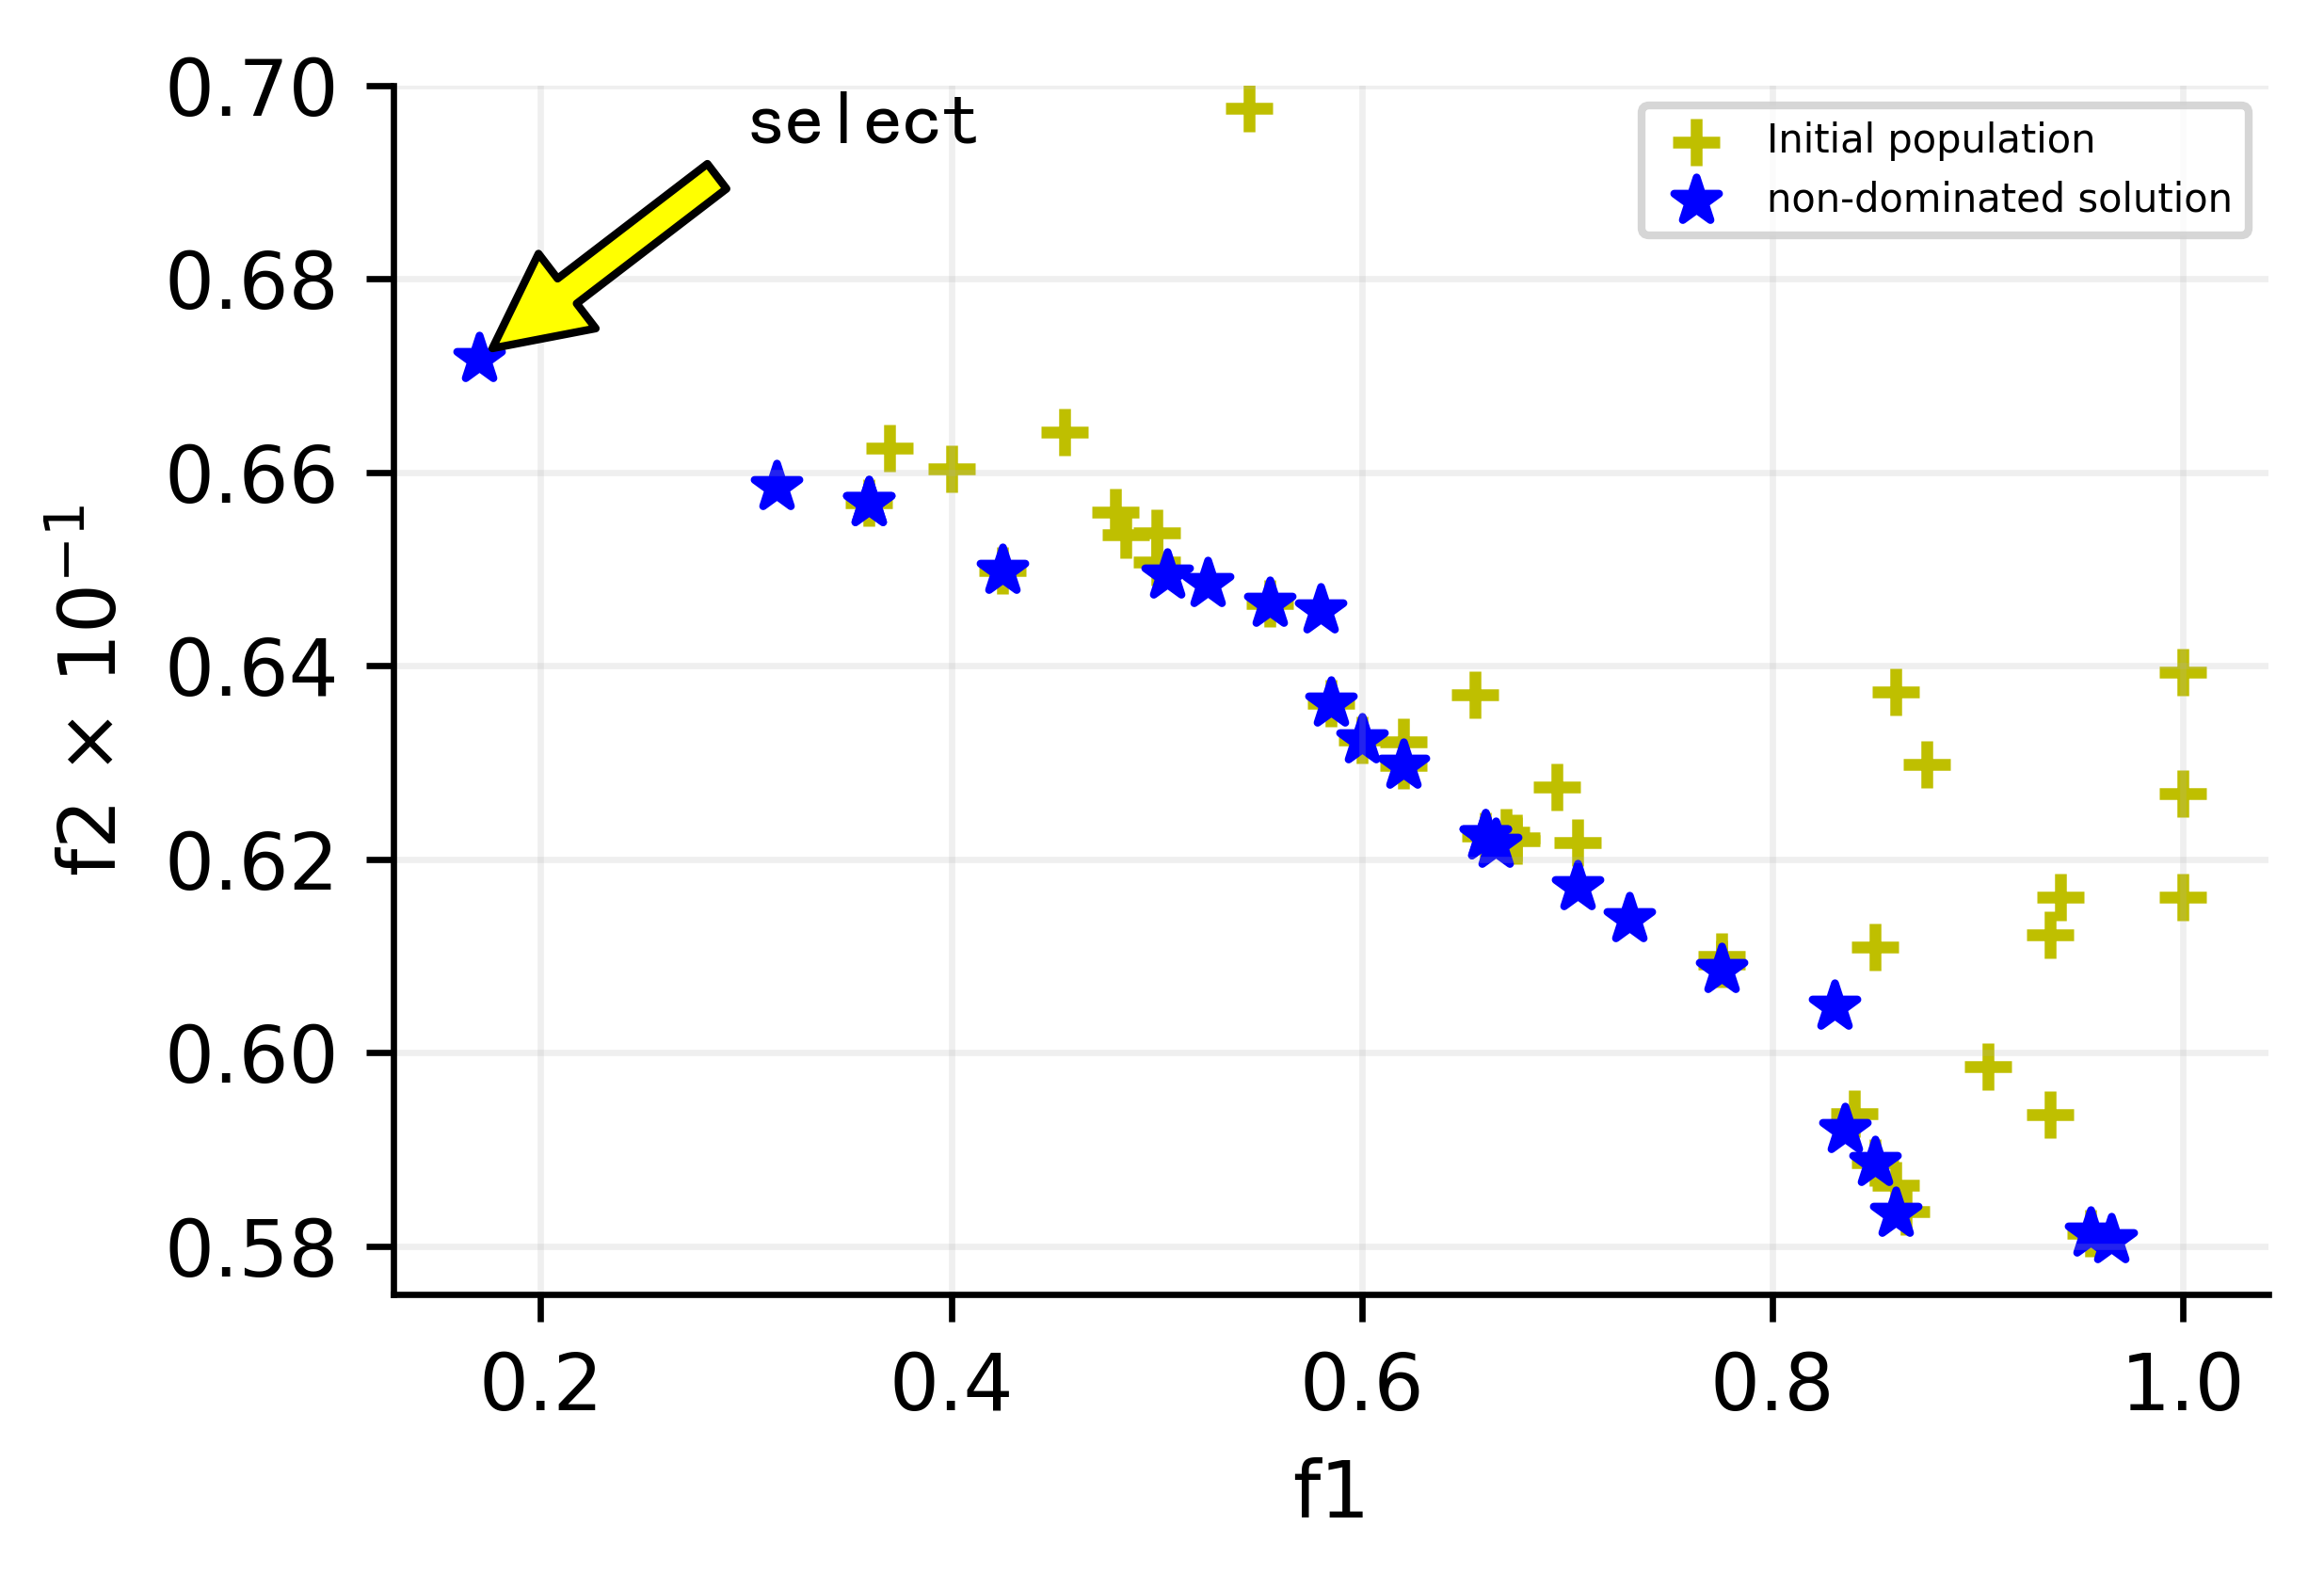 select
Initial population
non-dominated solution
0.70
0.68
0.66
0.64
0.62
0.60
0.58
f2 × 10⁻¹
0.2 0.4 0.6 0.8 1.0
f1